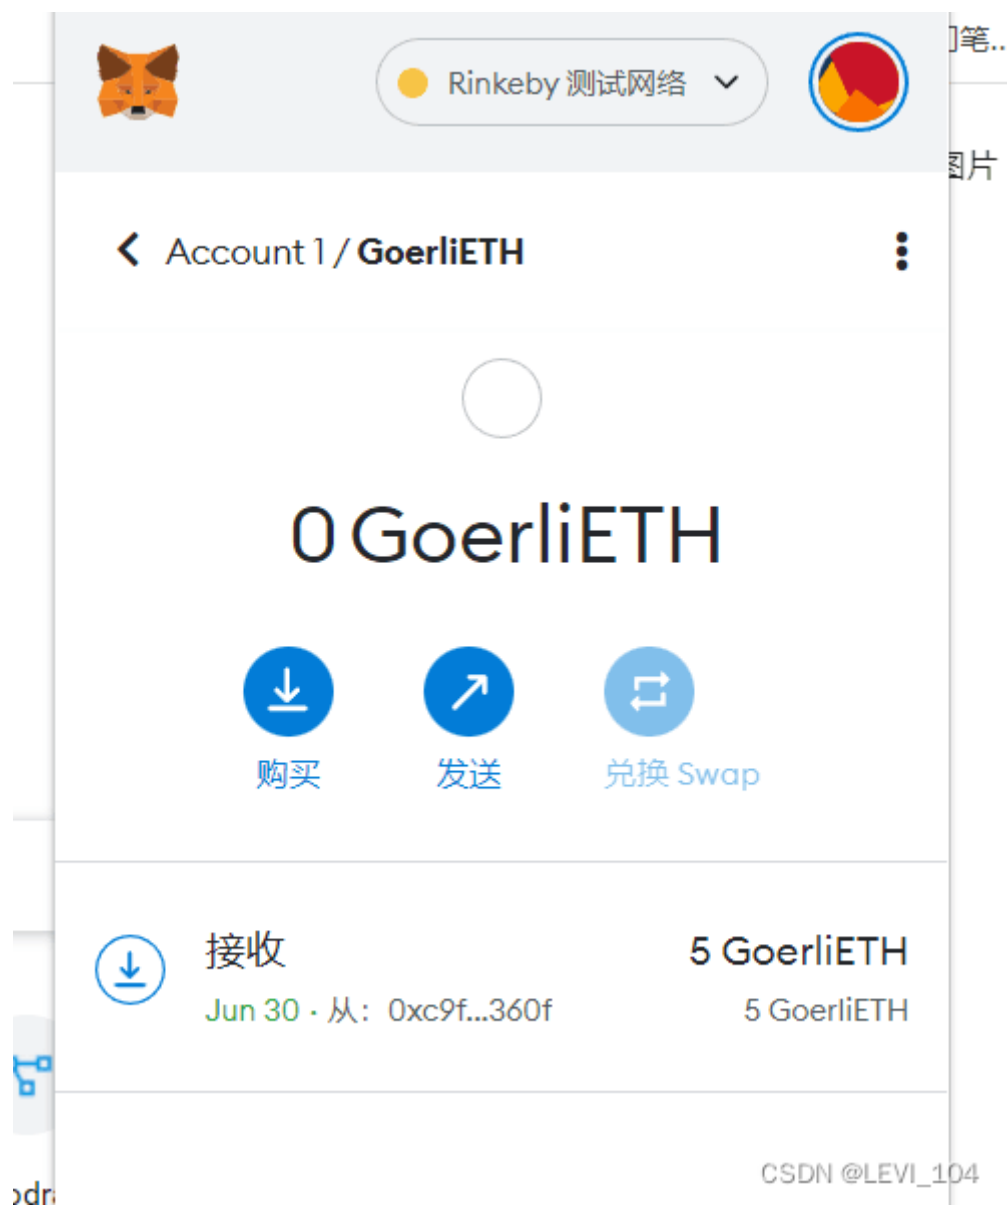 Rinkeby 测试网络
笔...
图片
Account 1 / GoerliETH
0 GoerliETH
购买
发送
兑换 Swap
接收
5 GoerliETH
Jun 30 · 从: 0xc9f...360f
5 GoerliETH
CSDN @LEVI_104